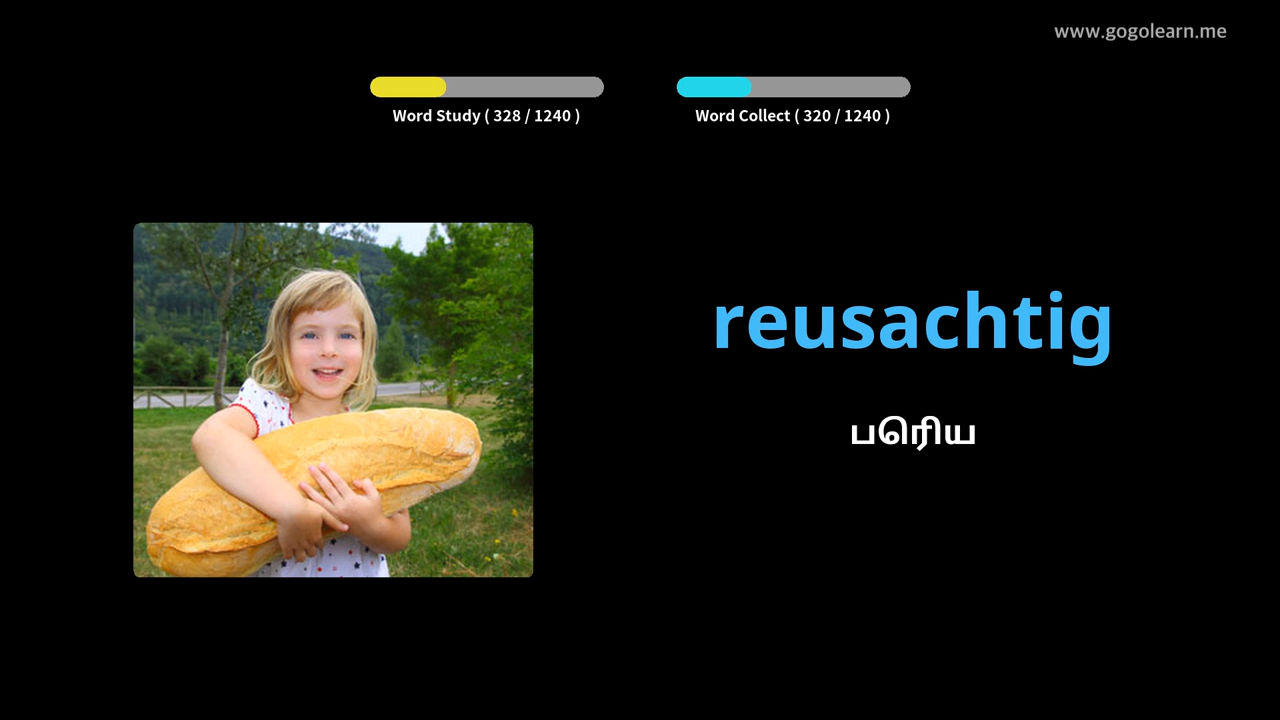 www.gogolearn.me
Word Study ( 328 / 1240 )
Word Collect ( 320 / 1240 )
reusachtig
பெரிய